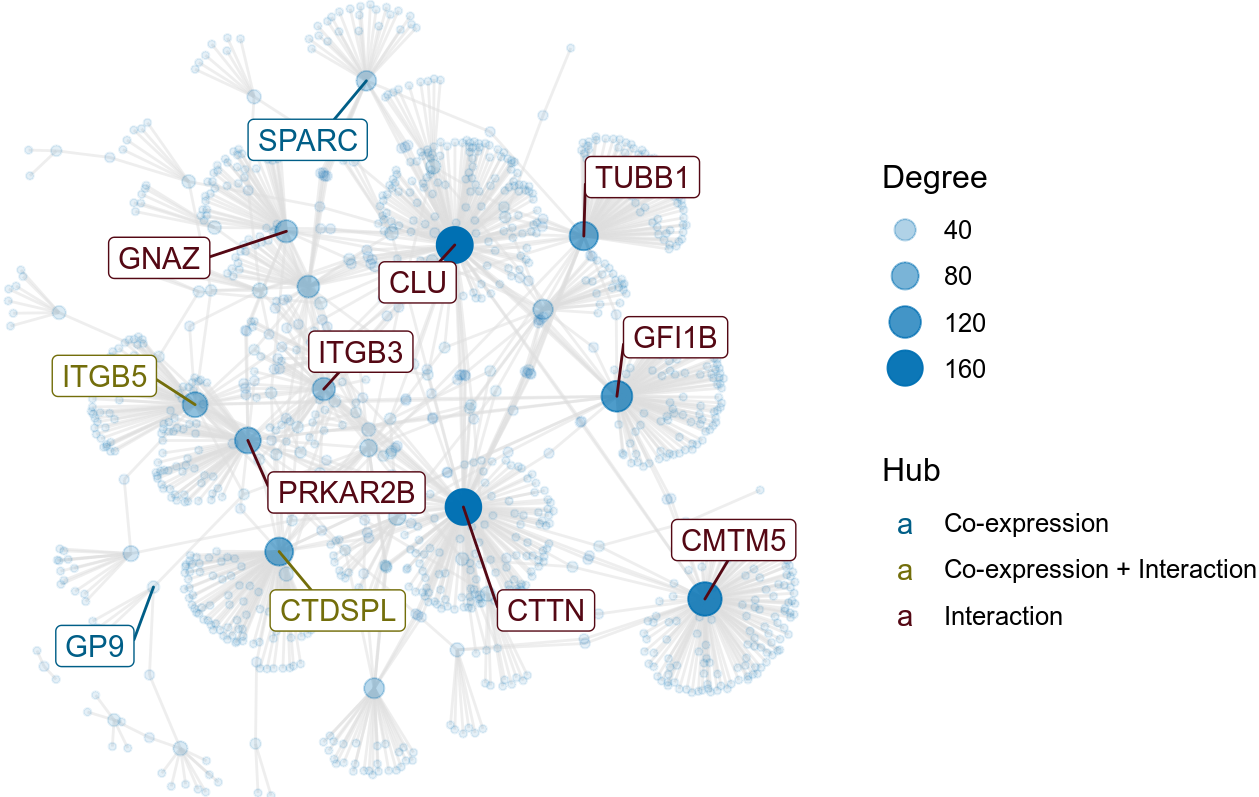 SPARC
TUBB1
GNAZ
CLU
ITGB3
GFI1B
ITGB5
PRKAR2B
CMTM5
CTDSPL
CTTN
GP9
Degree
40
80
120
160
Hub
a Co-expression
a Co-expression + Interaction
a Interaction